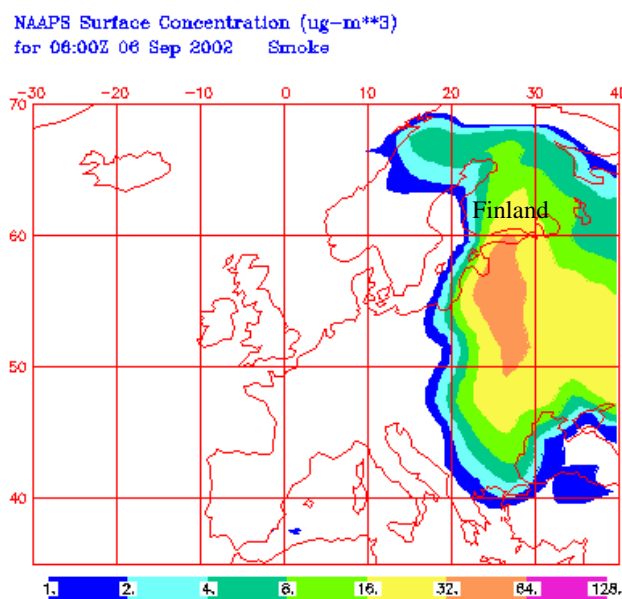 NAAPS Surface Concentration (ug-m**3)
for 06:00Z 06 Sep 2002 Smoke
-30 -20 -10 0 10 20 30 40
70
Finland
60
50
40
1. 2. 4. 8. 16. 32. 64. 128.